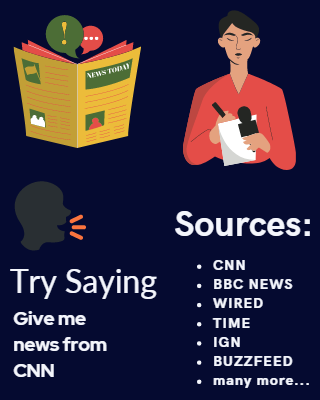 NEWS TODAY
Try Saying
Give me
news from
CNN
Sources:
• CNN
• BBC NEWS
• WIRED
• TIME
• IGN
• BUZZFEED
• many more...